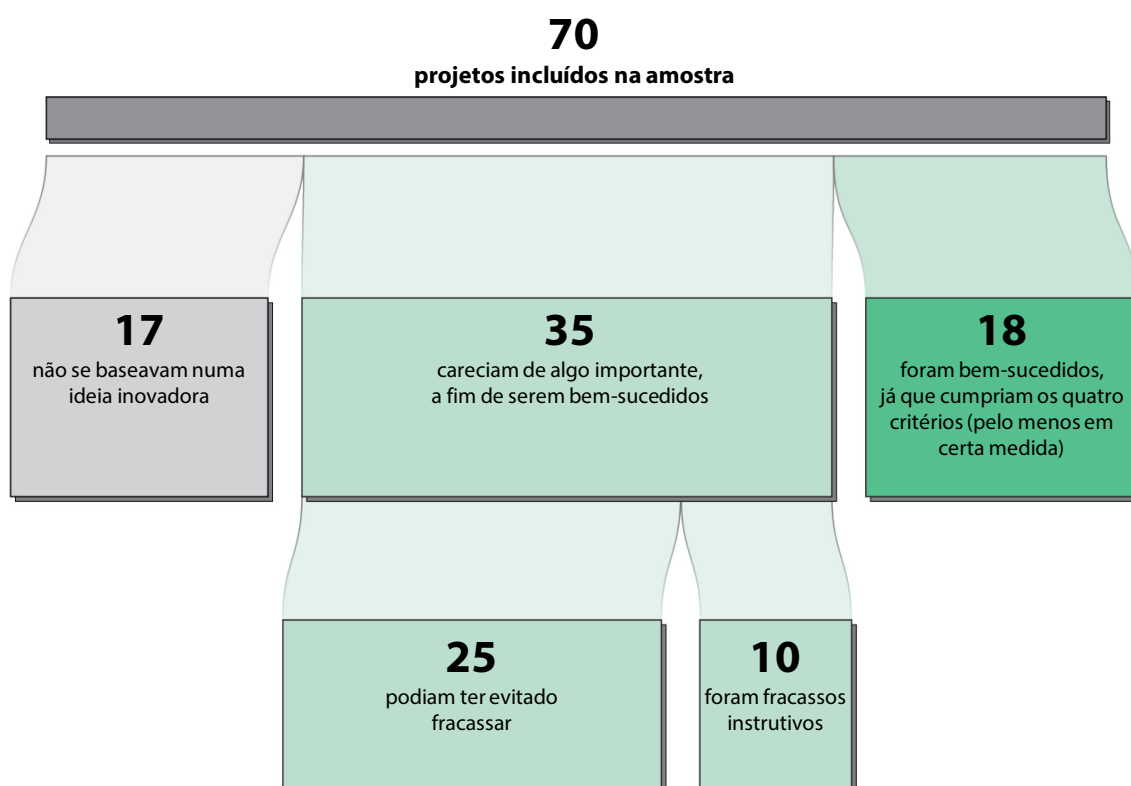 70
projetos incluídos na amostra
17
não se baseavam numa
ideia inovadora
35
careciam de algo importante,
a fim de serem bem-sucedidos
18
foram bem-sucedidos,
já que cumpriam os quatro
critérios (pelo menos em
certa medida)
25
podiam ter evitado
fracassar
10
foram fracassos
instrutivos